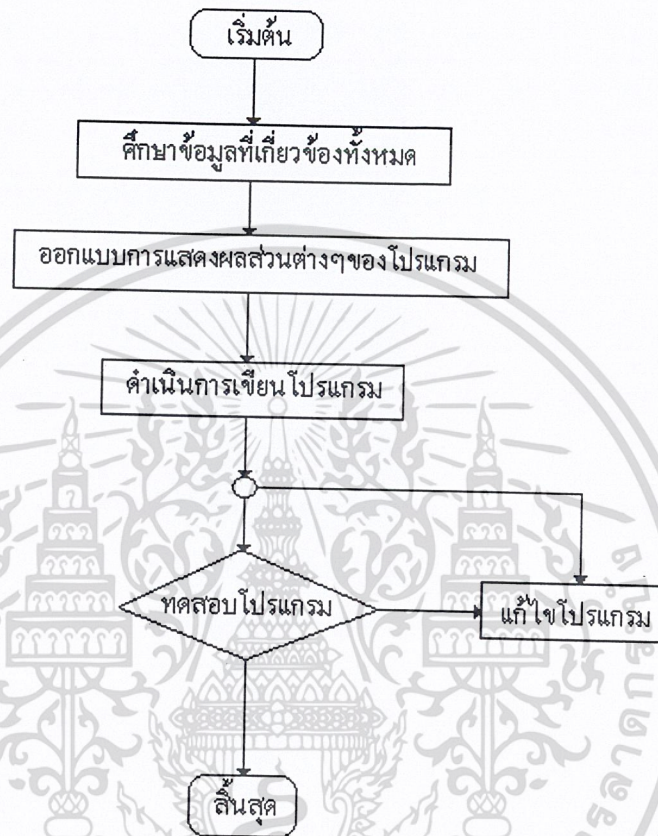 เริ่มต้น
ศึกษาข้อมูลที่เกี่ยวข้องทั้งหมด
ออกแบบการแสดงผลส่วนต่างๆของโปรแกรม
ดำเนินการเขียนโปรแกรม
ทดสอบโปรแกรม
แก้ไขโปรแกรม
สิ้นสุด